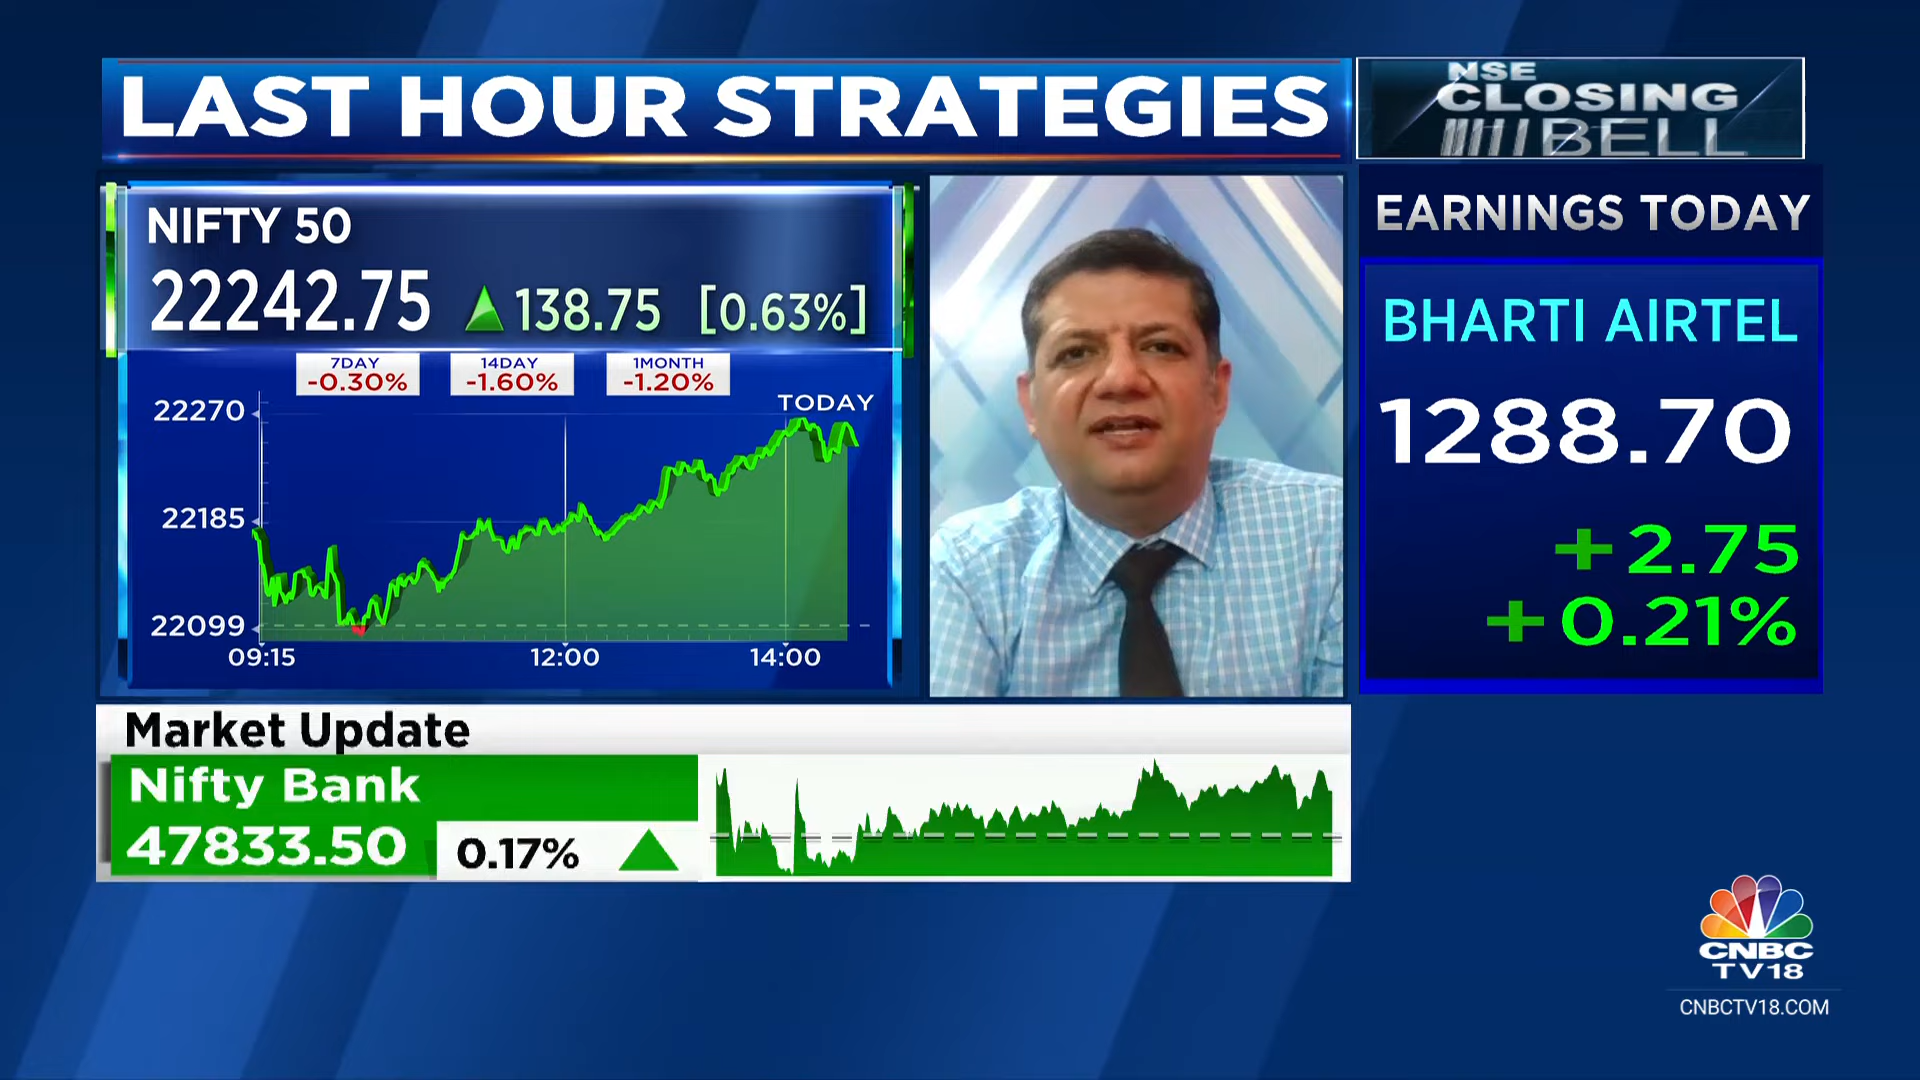 LAST HOUR STRATEGIES
NSE
CLOSING
BELL
NIFTY 50
22242.75 ▲ 138.75 [0.63%]
7DAY
-0.30%
14DAY
-1.60%
1MONTH
-1.20%
TODAY
22270
22185
22099
09:15 12:00 14:00
EARNINGS TODAY
BHARTI AIRTEL
1288.70
+2.75
+0.21%
Market Update
Nifty Bank
47833.50 0.17% ▲
CNBC
TV18
CNBCTV18.COM